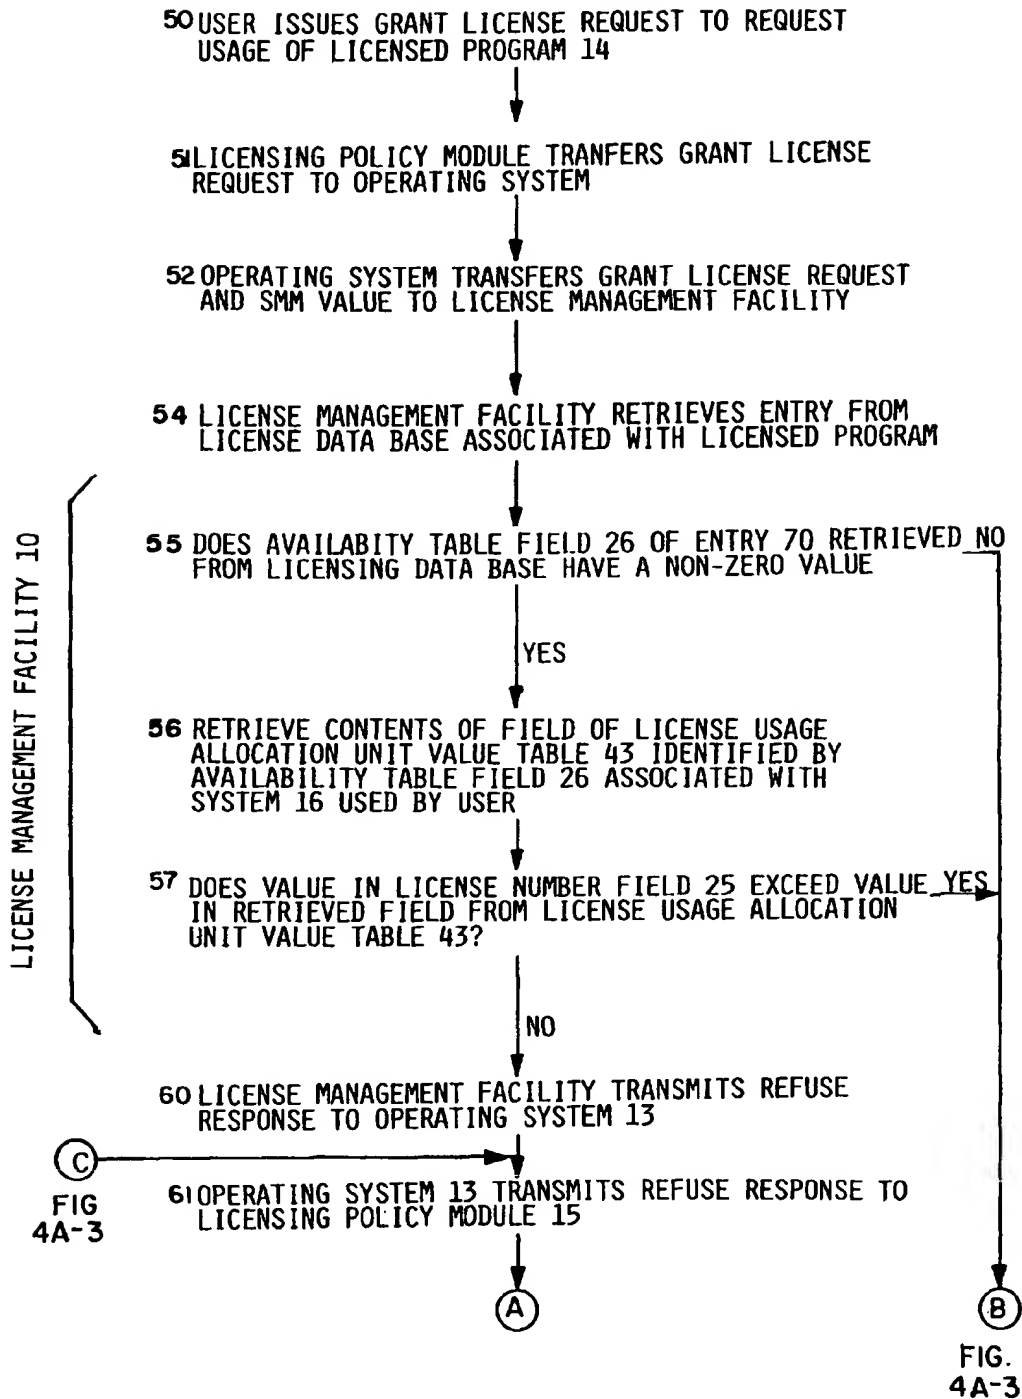 50 USER ISSUES GRANT LICENSE REQUEST TO REQUEST
USAGE OF LICENSED PROGRAM 14
51 LICENSING POLICY MODULE TRANFERS GRANT LICENSE
REQUEST TO OPERATING SYSTEM
52 OPERATING SYSTEM TRANSFERS GRANT LICENSE REQUEST
AND SMM VALUE TO LICENSE MANAGEMENT FACILITY
54 LICENSE MANAGEMENT FACILITY RETRIEVES ENTRY FROM
LICENSE DATA BASE ASSOCIATED WITH LICENSED PROGRAM
LICENSE MANAGEMENT FACILITY 10
55 DOES AVAILABITY TABLE FIELD 26 OF ENTRY 70 RETRIEVED NO
FROM LICENSING DATA BASE HAVE A NON-ZERO VALUE
YES
56 RETRIEVE CONTENTS OF FIELD OF LICENSE USAGE
ALLOCATION UNIT VALUE TABLE 43 IDENTIFIED BY
AVAILABILITY TABLE FIELD 26 ASSOCIATED WITH
SYSTEM 16 USED BY USER
57 DOES VALUE IN LICENSE NUMBER FIELD 25 EXCEED VALUE YES
IN RETRIEVED FIELD FROM LICENSE USAGE ALLOCATION
UNIT VALUE TABLE 43?
NO
60 LICENSE MANAGEMENT FACILITY TRANSMITS REFUSE
RESPONSE TO OPERATING SYSTEM 13
C
FIG
4A-3
61 OPERATING SYSTEM 13 TRANSMITS REFUSE RESPONSE TO
LICENSING POLICY MODULE 15
A
B
FIG.
4A-3